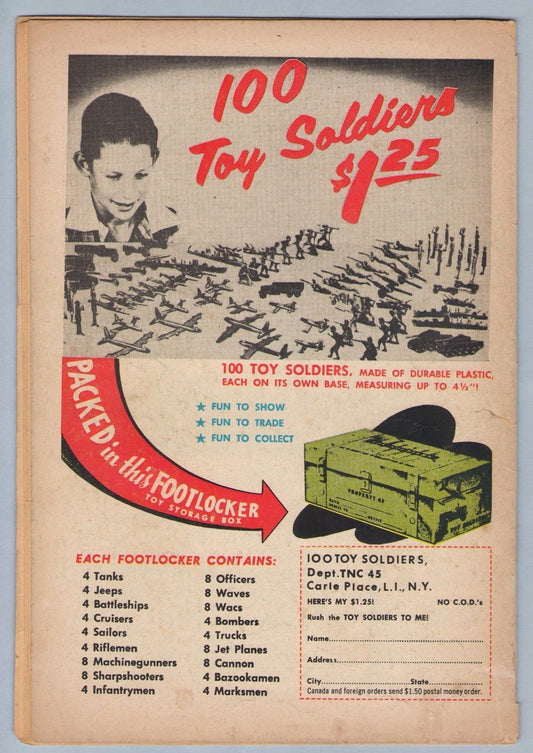 100
Toy Soldiers
$1.25
100 TOY SOLDIERS, MADE OF DURABLE PLASTIC,
EACH ON ITS OWN BASE, MEASURING UP TO 4½"!
★ FUN TO SHOW
★ FUN TO TRADE
★ FUN TO COLLECT
PACKED in this FOOTLOCKER
TOY STORAGE BOX
PROPERTY OF
EACH FOOTLOCKER CONTAINS:
4 Tanks
4 Jeeps
4 Battleships
4 Cruisers
4 Sailors
4 Riflemen
8 Machinegunners
8 Sharpshooters
4 Infantrymen
8 Officers
8 Waves
8 Wacs
4 Bombers
4 Trucks
8 Jet Planes
8 Cannon
4 Bazookamen
4 Marksmen
100 TOY SOLDIERS,
Dept. TNC 45
Carle Place, L.I., N.Y.
HERE'S MY $1.25! NO C.O.D.'s
Rush the TOY SOLDIERS TO ME!
Name
Address
City State
Canada and foreign orders send $1.50 postal money order.